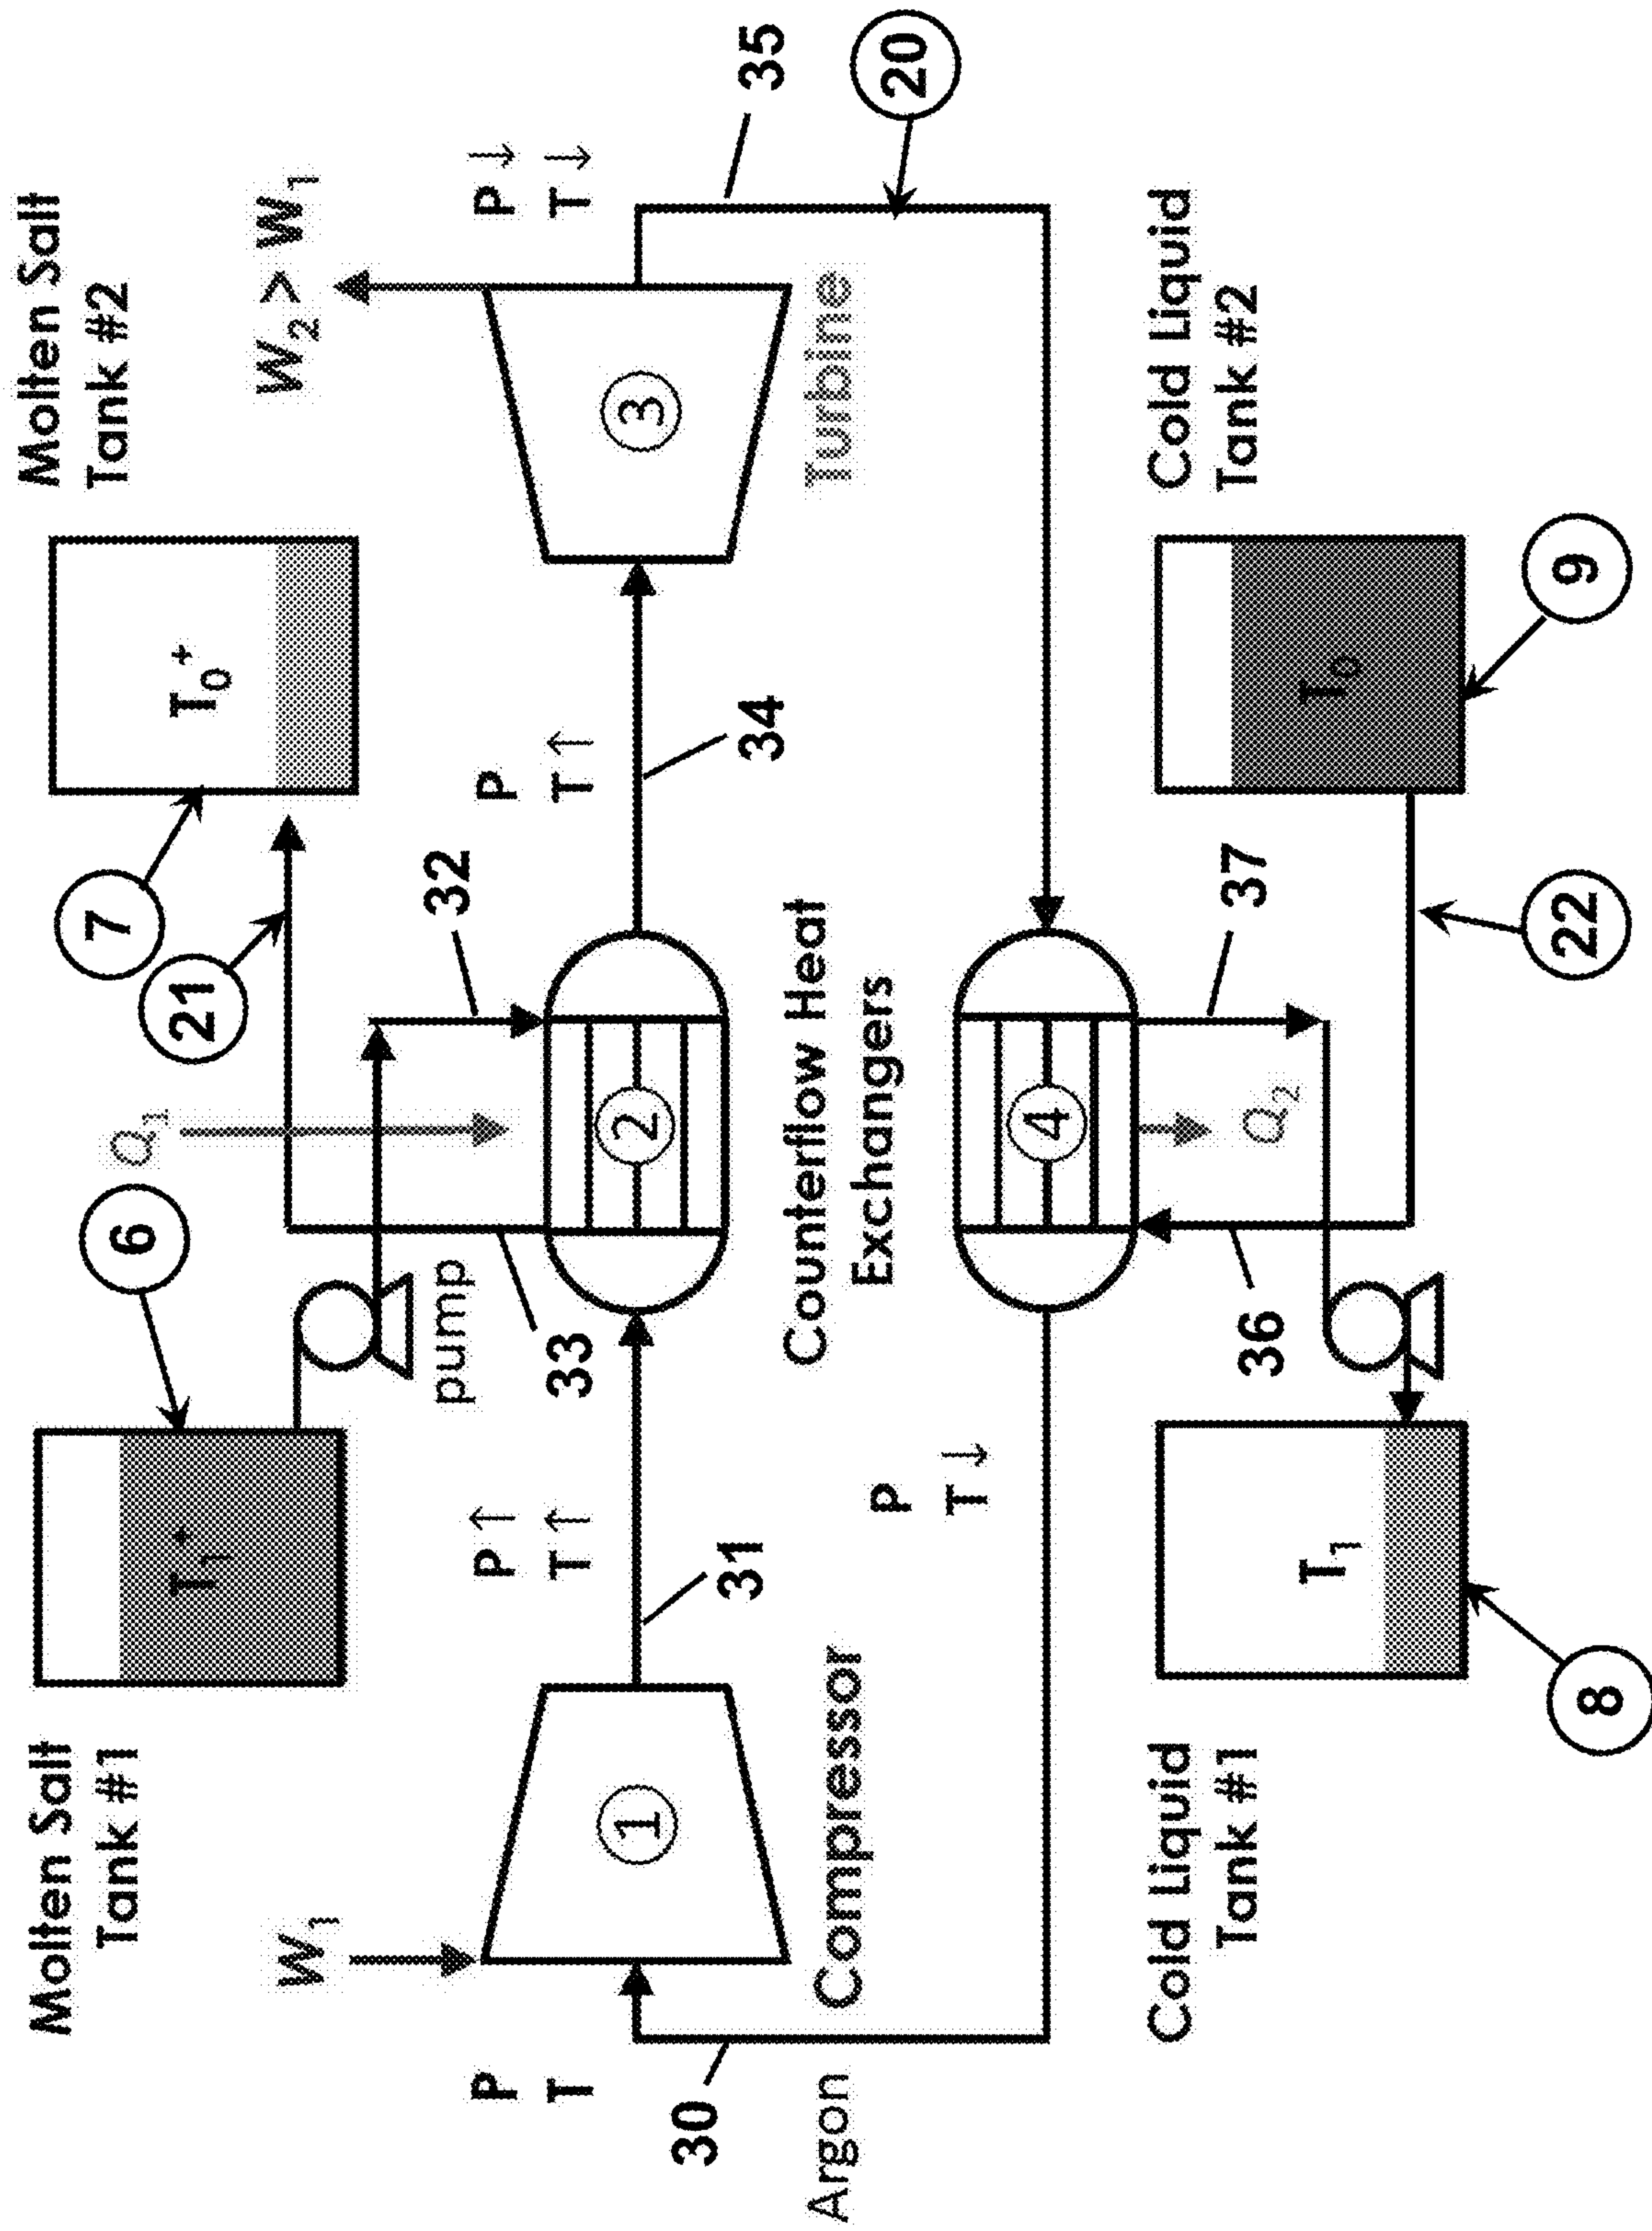 Molten Salt
Tank #1
6
Q₁
21
7
Molten Salt
Tank #2
T₁⁺
T₀⁺
W₁
pump
33
32
W₂ > W₁
P
T
P↑
T↑
P
T↑
P↓
T↓
1
2
3
30
31
34
35
Argon
Compressor
Counterflow Heat
Exchangers
Turbine
20
P
T↓
4
Cold Liquid
Tank #1
36
Q₂
37
Cold Liquid
Tank #2
T₁
T₀
8
22
9